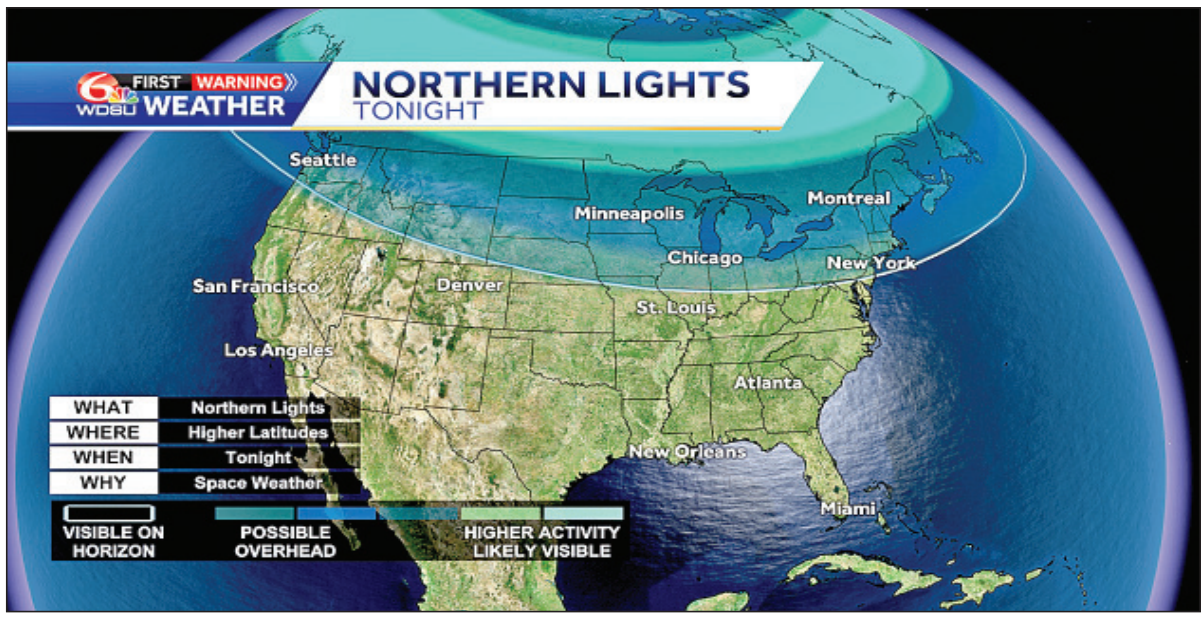 6 FIRST WARNING
WDSU WEATHER
NORTHERN LIGHTS
TONIGHT
Seattle
Minneapolis
Montreal
Chicago
New York
San Francisco
Denver
St. Louis
Los Angeles
Atlanta
New Orleans
Miami
WHAT Northern Lights
WHERE Higher Latitudes
WHEN Tonight
WHY Space Weather
VISIBLE ON
HORIZON
POSSIBLE
OVERHEAD
HIGHER ACTIVITY
LIKELY VISIBLE